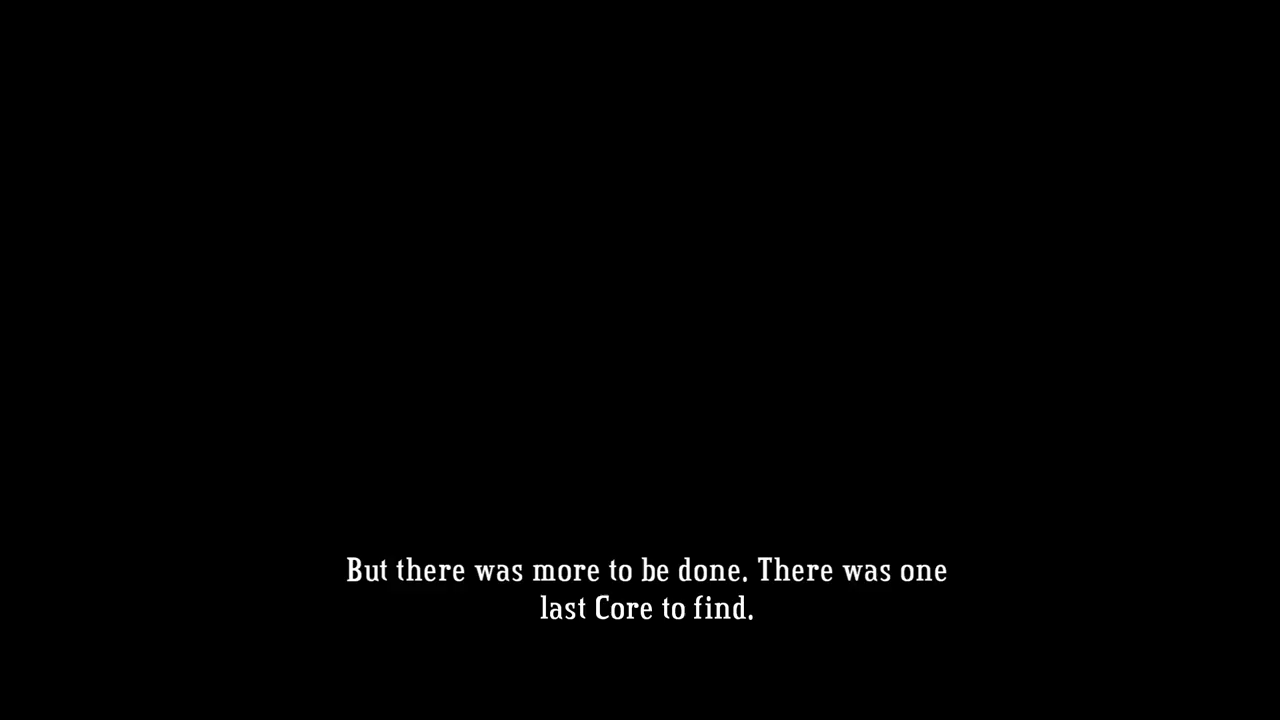 But there was more to be done. There was one
last Core to find.